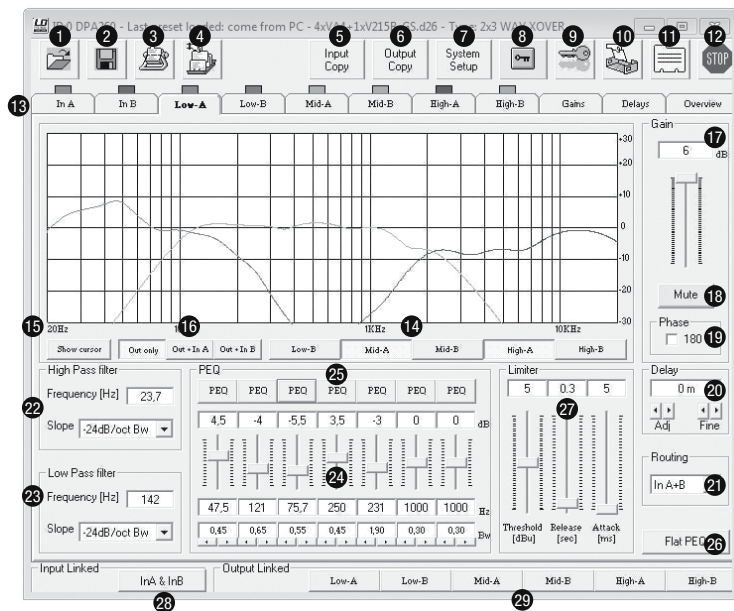 LD
ID:0 DPA260 - Last preset loaded: come from PC - 4xVA4+1xV215B_GS.d26 - Type: 2x3 WAY XOVER
1 2 3 4 5 6 7 8 9 10 11 12
Input Copy
Output Copy
System Setup
STOP
13 In A In B Low-A Low-B Mid-A Mid-B High-A High-B Gains Delays Overview
+30
+20
+10
0
-10
-20
-30
20Hz 1KHz 10KHz
15 16 14
Show cursor Out only Out+In A Out+In B Low-B Mid-A Mid-B High-A High-B
Gain
17
6 dB
Mute 18
Phase
180 19
High Pass filter
22
Frequency [Hz] 23,7
Slope -24dB/oct Bw
Low Pass filter
23
Frequency [Hz] 142
Slope -24dB/oct Bw
PEQ
25
PEQ PEQ PEQ PEQ PEQ PEQ PEQ
4,5 -4 -5,5 3,5 -3 0 0 dB
24
47,5 121 75,7 250 231 1000 1000 Hz
0,45 0,65 0,55 0,45 1,90 0,30 0,30 Bw
Limiter
5 0.3 5
27
Threshold [dBu]
Release [sec]
Attack [ms]
Delay
0 m 20
Adj Fine
Routing
In A+B 21
Flat PEQ 26
Input Linked
InA & InB
28
Output Linked
Low-A Low-B Mid-A Mid-B High-A High-B
29